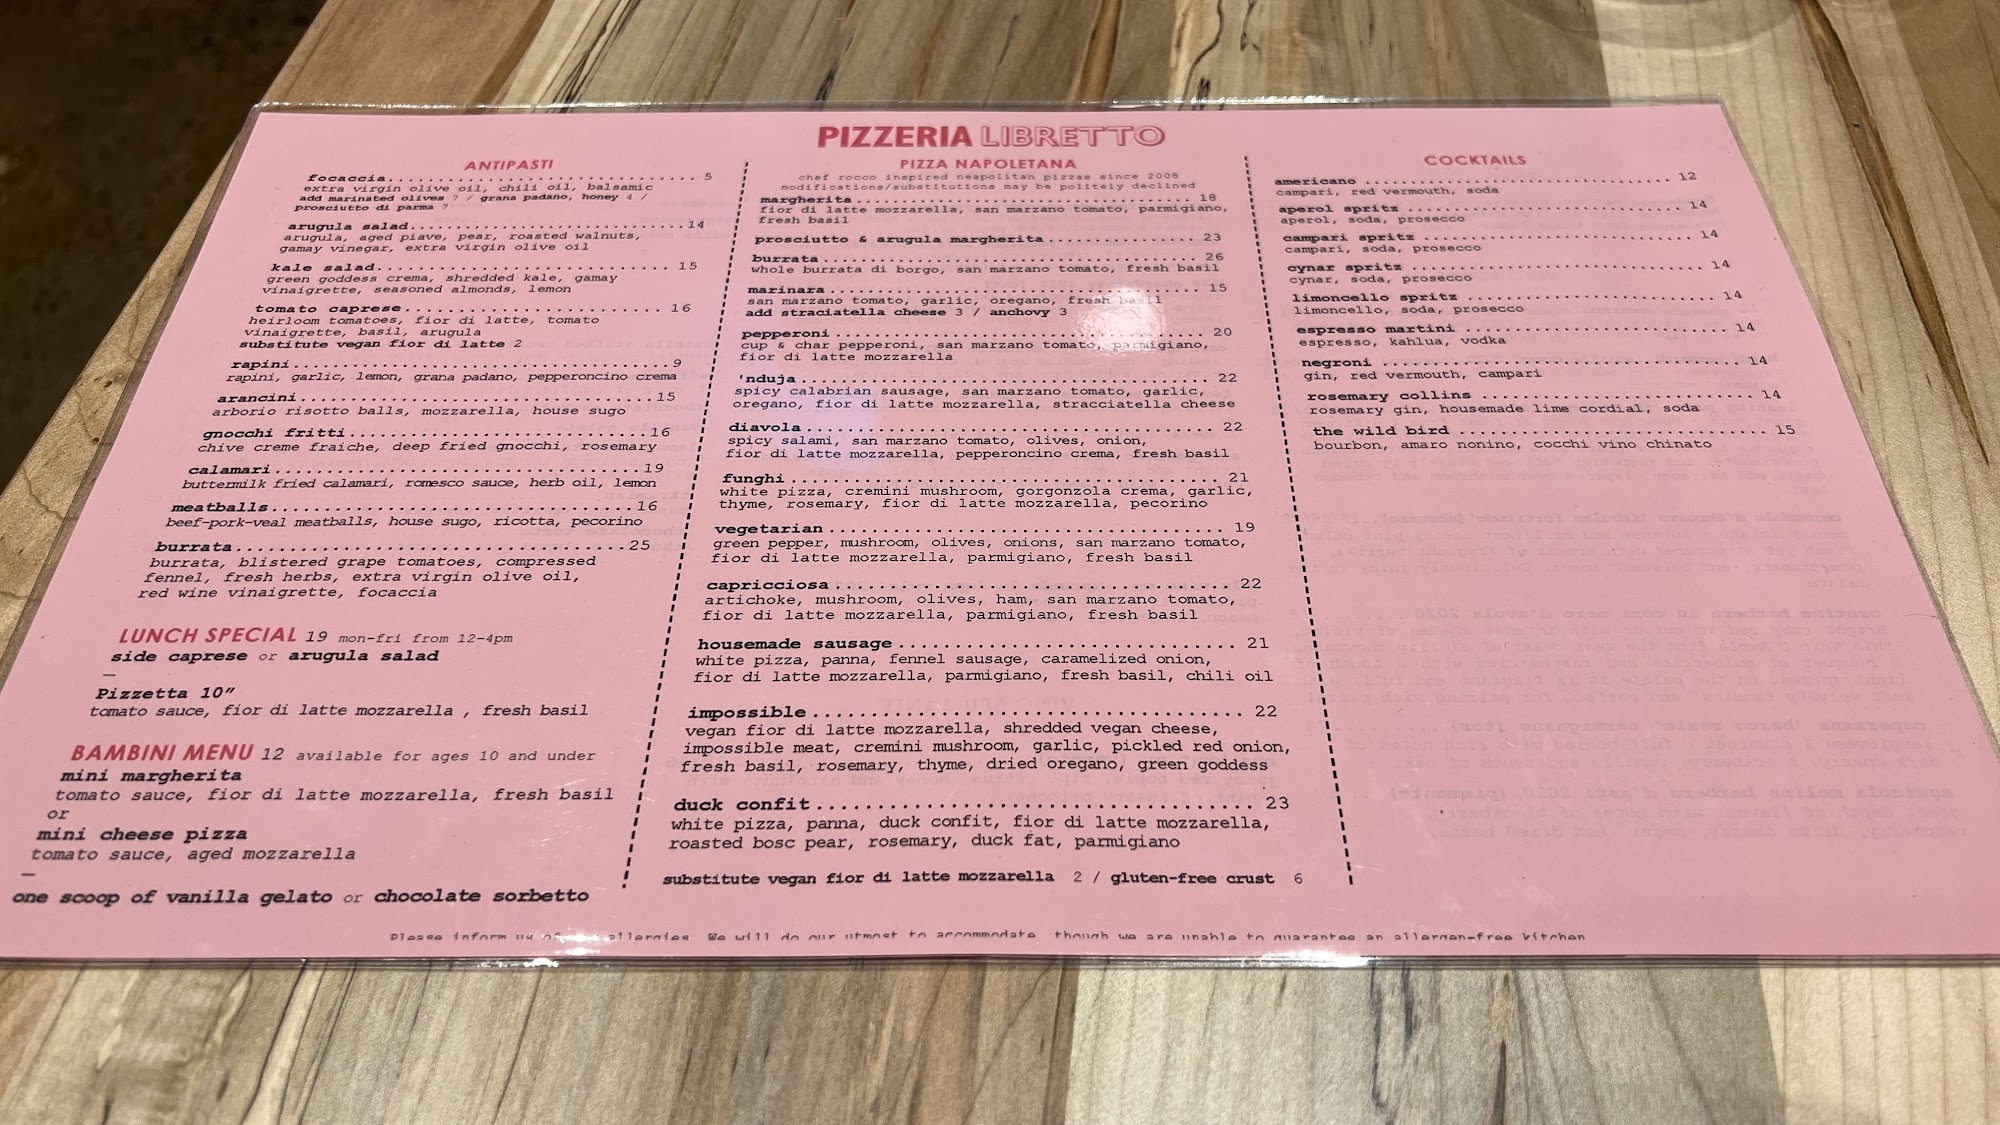 PIZZERIA LIBRETTO
ANTIPASTI
focaccia................................ 5
extra virgin olive oil, chili oil, balsamic
add marinated olives 7 / grana padano, honey 4 /
prosciutto di parma 7
arugula salad............................14
arugula, aged piave, pear, roasted walnuts,
gamay vinegar, extra virgin olive oil
kale salad.............................. 15
green goddess crema, shredded kale, gamay
vinaigrette, seasoned almonds, lemon
tomato caprese.......................... 16
heirloom tomatoes, fior di latte, tomato
vinaigrette, basil, arugula
substitute vegan fior di latte 2
rapini...................................9
rapini, garlic, lemon, grana padano, pepperoncino crema
arancini.................................15
arborio risotto balls, mozzarella, house sugo
gnocchi fritti...........................16
chive creme fraiche, deep fried gnocchi, rosemary
calamari.................................19
buttermilk fried calamari, romesco sauce, herb oil, lemon
meatballs................................16
beef-pork-veal meatballs, house sugo, ricotta, pecorino
burrata..................................25
burrata, blistered grape tomatoes, compressed
fennel, fresh herbs, extra virgin olive oil,
red wine vinaigrette, focaccia
LUNCH SPECIAL 19 mon-fri from 12-4pm
side caprese or arugula salad
—
Pizzetta 10"
tomato sauce, fior di latte mozzarella , fresh basil
BAMBINI MENU 12 available for ages 10 and under
mini margherita
tomato sauce, fior di latte mozzarella, fresh basil
or
mini cheese pizza
tomato sauce, aged mozzarella
—
one scoop of vanilla gelato or chocolate sorbetto
PIZZA NAPOLETANA
chef rocco inspired neapolitan pizzas since 2008
modifications/substitutions may be politely declined
margherita.................................. 18
fior di latte mozzarella, san marzano tomato, parmigiano,
fresh basil
prosciutto & arugula margherita................ 23
burrata..................................... 26
whole burrata di borgo, san marzano tomato, fresh basil
marinara.................................... 15
san marzano tomato, garlic, oregano, fresh basil
add straciatella cheese 3 / anchovy 3
pepperoni................................... 20
cup & char pepperoni, san marzano tomato, parmigiano,
fior di latte mozzarella
'nduja...................................... 22
spicy calabrian sausage, san marzano tomato, garlic,
oregano, fior di latte mozzarella, stracciatella cheese
diavola..................................... 22
spicy salami, san marzano tomato, olives, onion,
fior di latte mozzarella, pepperoncino crema, fresh basil
funghi...................................... 21
white pizza, cremini mushroom, gorgonzola crema, garlic,
thyme, rosemary, fior di latte mozzarella, pecorino
vegetarian.................................. 19
green pepper, mushroom, olives, onions, san marzano tomato,
fior di latte mozzarella, parmigiano, fresh basil
capricciosa................................. 22
artichoke, mushroom, olives, ham, san marzano tomato,
fior di latte mozzarella, parmigiano, fresh basil
housemade sausage.............................. 21
white pizza, panna, fennel sausage, caramelized onion,
fior di latte mozzarella, parmigiano, fresh basil, chili oil
impossible..................................... 22
vegan fior di latte mozzarella, shredded vegan cheese,
impossible meat, cremini mushroom, garlic, pickled red onion,
fresh basil, rosemary, thyme, dried oregano, green goddess
duck confit.................................... 23
white pizza, panna, duck confit, fior di latte mozzarella,
roasted bosc pear, rosemary, duck fat, parmigiano
substitute vegan fior di latte mozzarella 2 / gluten-free crust 6
COCKTAILS
americano .................................. 12
campari, red vermouth, soda
aperol spritz .............................. 14
aperol, soda, prosecco
campari spritz ............................. 14
campari, soda, prosecco
cynar spritz ............................... 14
cynar, soda, prosecco
limoncello spritz .......................... 14
limoncello, soda, prosecco
espresso martini ........................... 14
espresso, kahlua, vodka
negroni .................................... 14
gin, red vermouth, campari
rosemary collins ........................... 14
rosemary gin, housemade lime cordial, soda
the wild bird .............................. 15
bourbon, amaro nonino, cocchi vino chinato
Please inform us of allergies. We will do our utmost to accommodate, though we are unable to guarantee an allergen-free kitchen